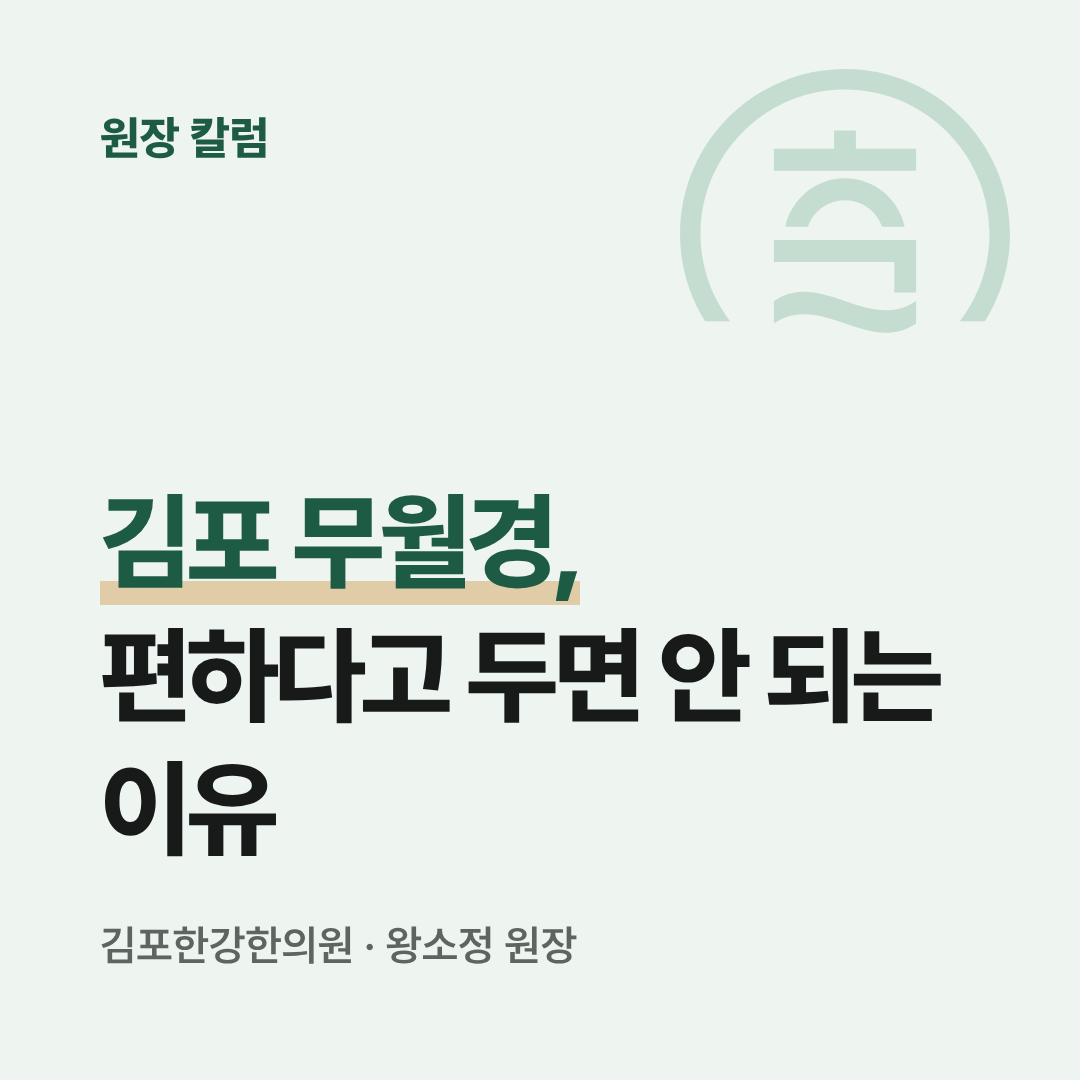 원장 칼럼
김포 무월경,
편하다고 두면 안 되는
이유
김포한강한의원 · 왕소정 원장